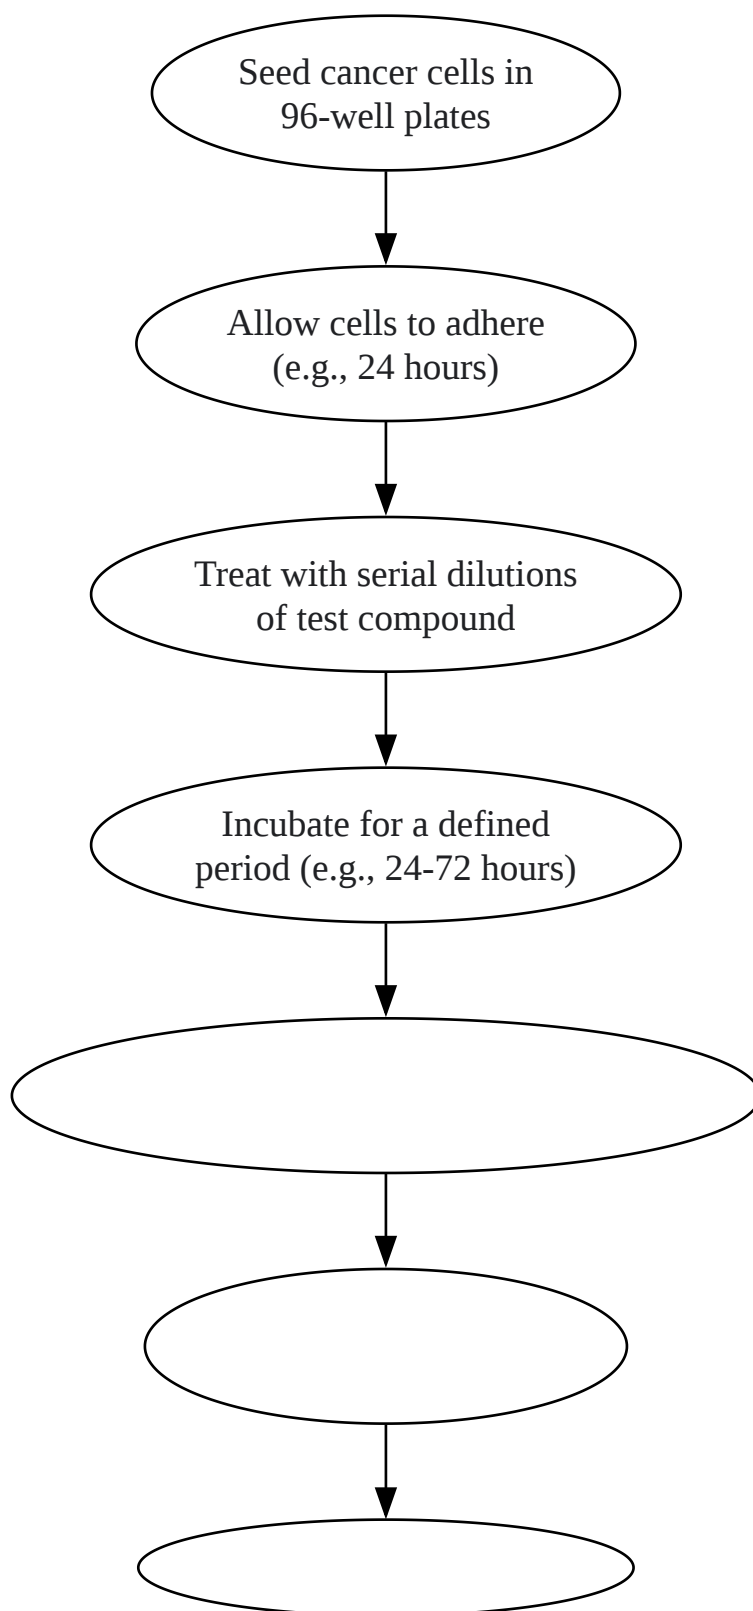 Seed cancer cells in
96-well plates
Allow cells to adhere
(e.g., 24 hours)
Treat with serial dilutions
of test compound
Incubate for a defined
period (e.g., 24-72 hours)